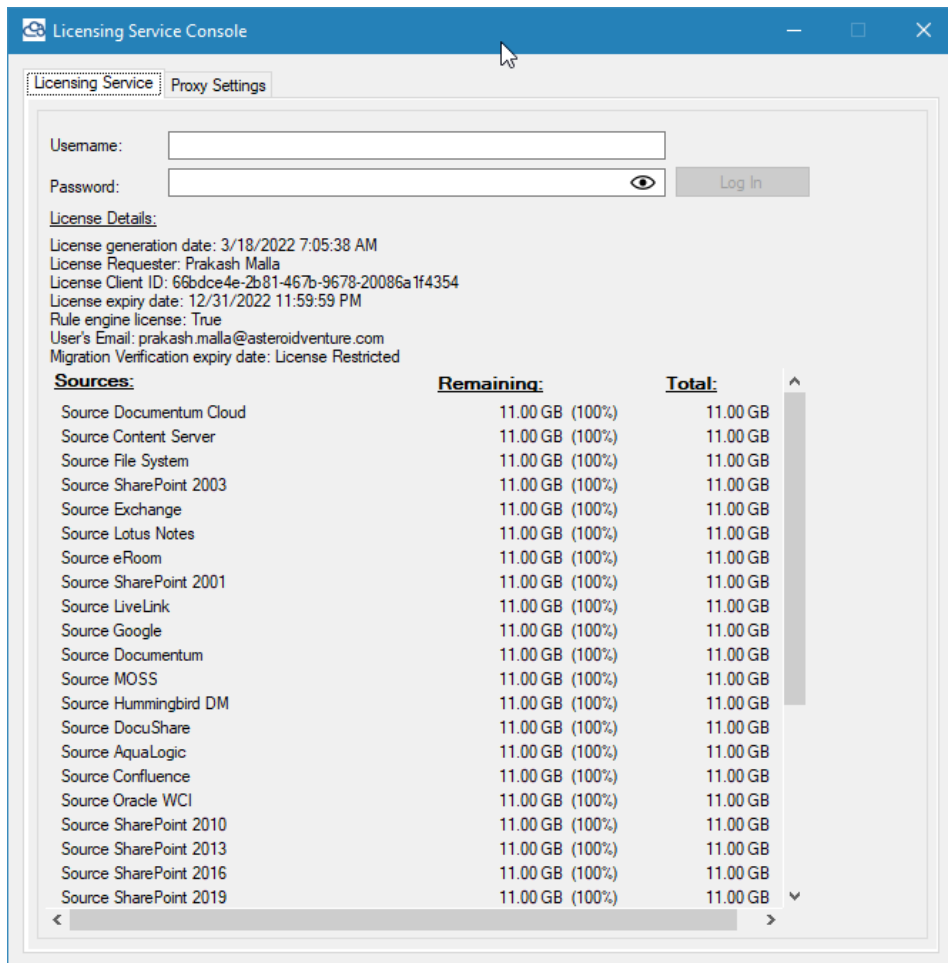 Licensing Service Console
Licensing Service Proxy Settings
Username:
Password: Log In
License Details:
License generation date: 3/18/2022 7:05:38 AM
License Requester: Prakash Malla
License Client ID: 66bdce4e-2b81-467b-9678-20086a1f4354
License expiry date: 12/31/2022 11:59:59 PM
Rule engine license: True
User's Email: prakash.malla@asteroidventure.com
Migration Verification expiry date: License Restricted
Sources: Remaining: Total:
Source Documentum Cloud 11.00 GB (100%) 11.00 GB
Source Content Server 11.00 GB (100%) 11.00 GB
Source File System 11.00 GB (100%) 11.00 GB
Source SharePoint 2003 11.00 GB (100%) 11.00 GB
Source Exchange 11.00 GB (100%) 11.00 GB
Source Lotus Notes 11.00 GB (100%) 11.00 GB
Source eRoom 11.00 GB (100%) 11.00 GB
Source SharePoint 2001 11.00 GB (100%) 11.00 GB
Source LiveLink 11.00 GB (100%) 11.00 GB
Source Google 11.00 GB (100%) 11.00 GB
Source Documentum 11.00 GB (100%) 11.00 GB
Source MOSS 11.00 GB (100%) 11.00 GB
Source Hummingbird DM 11.00 GB (100%) 11.00 GB
Source DocuShare 11.00 GB (100%) 11.00 GB
Source AquaLogic 11.00 GB (100%) 11.00 GB
Source Confluence 11.00 GB (100%) 11.00 GB
Source Oracle WCI 11.00 GB (100%) 11.00 GB
Source SharePoint 2010 11.00 GB (100%) 11.00 GB
Source SharePoint 2013 11.00 GB (100%) 11.00 GB
Source SharePoint 2016 11.00 GB (100%) 11.00 GB
Source SharePoint 2019 11.00 GB (100%) 11.00 GB